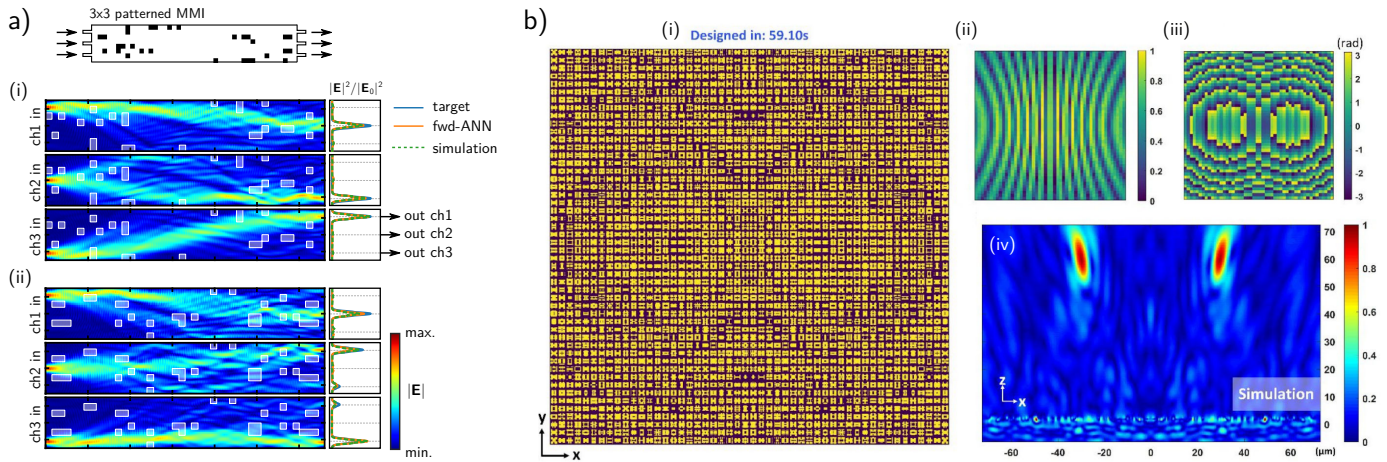 a)
3x3 patterned MMI
(i)
ch1 in
ch2 in
ch3 in
|E|²/|E₀|²
target
fwd-ANN
simulation
out ch1
out ch2
out ch3
(ii)
ch1 in
ch2 in
ch3 in
max.
|E|
min.
b)
(i)
Designed in: 59.10s
y
x
(ii)
1
0.8
0.6
0.4
0.2
0
(iii)
(rad)
3
2
1
0
-1
-2
-3
(iv)
z
x
Simulation
70
60
50
40
30
20
10
0
-60
-40
-20
0
20
40
60
(μm)
1
0.8
0.6
0.4
0.2
0